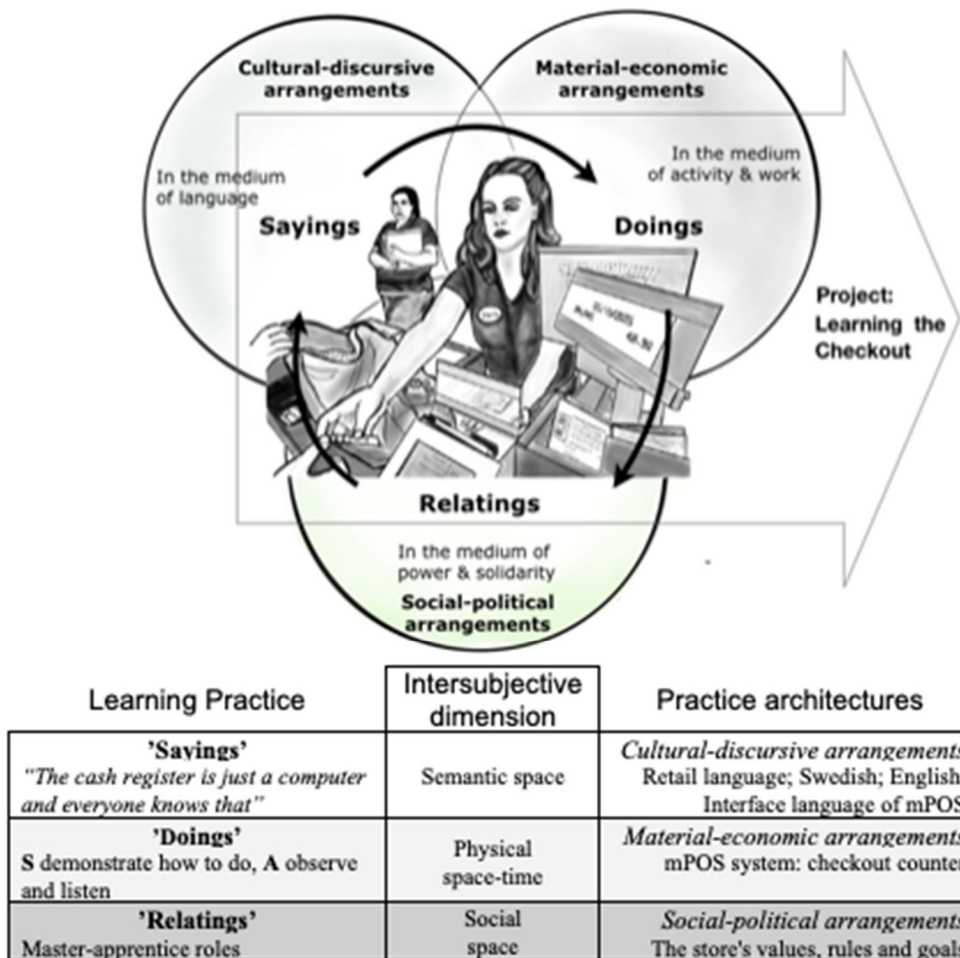 Cultural-discursive
arrangements
Material-economic
arrangements
In the medium
of language
In the medium
of activity & work
Sayings
Doings
Project:
Learning the
Checkout
Relatings
In the medium of
power & solidarity
Social-political
arrangements
Learning Practice
Intersubjective
dimension
Practice architectures
'Sayings'
"The cash register is just a computer
and everyone knows that"
Semantic space
Cultural-discursive arrangements
Retail language; Swedish; English
Interface language of mPOS
'Doings'
S demonstrate how to do, A observe
and listen
Physical
space-time
Material-economic arrangements
mPOS system: checkout counter
'Relatings'
Master-apprentice roles
Social
space
Social-political arrangements
The store's values, rules and goals